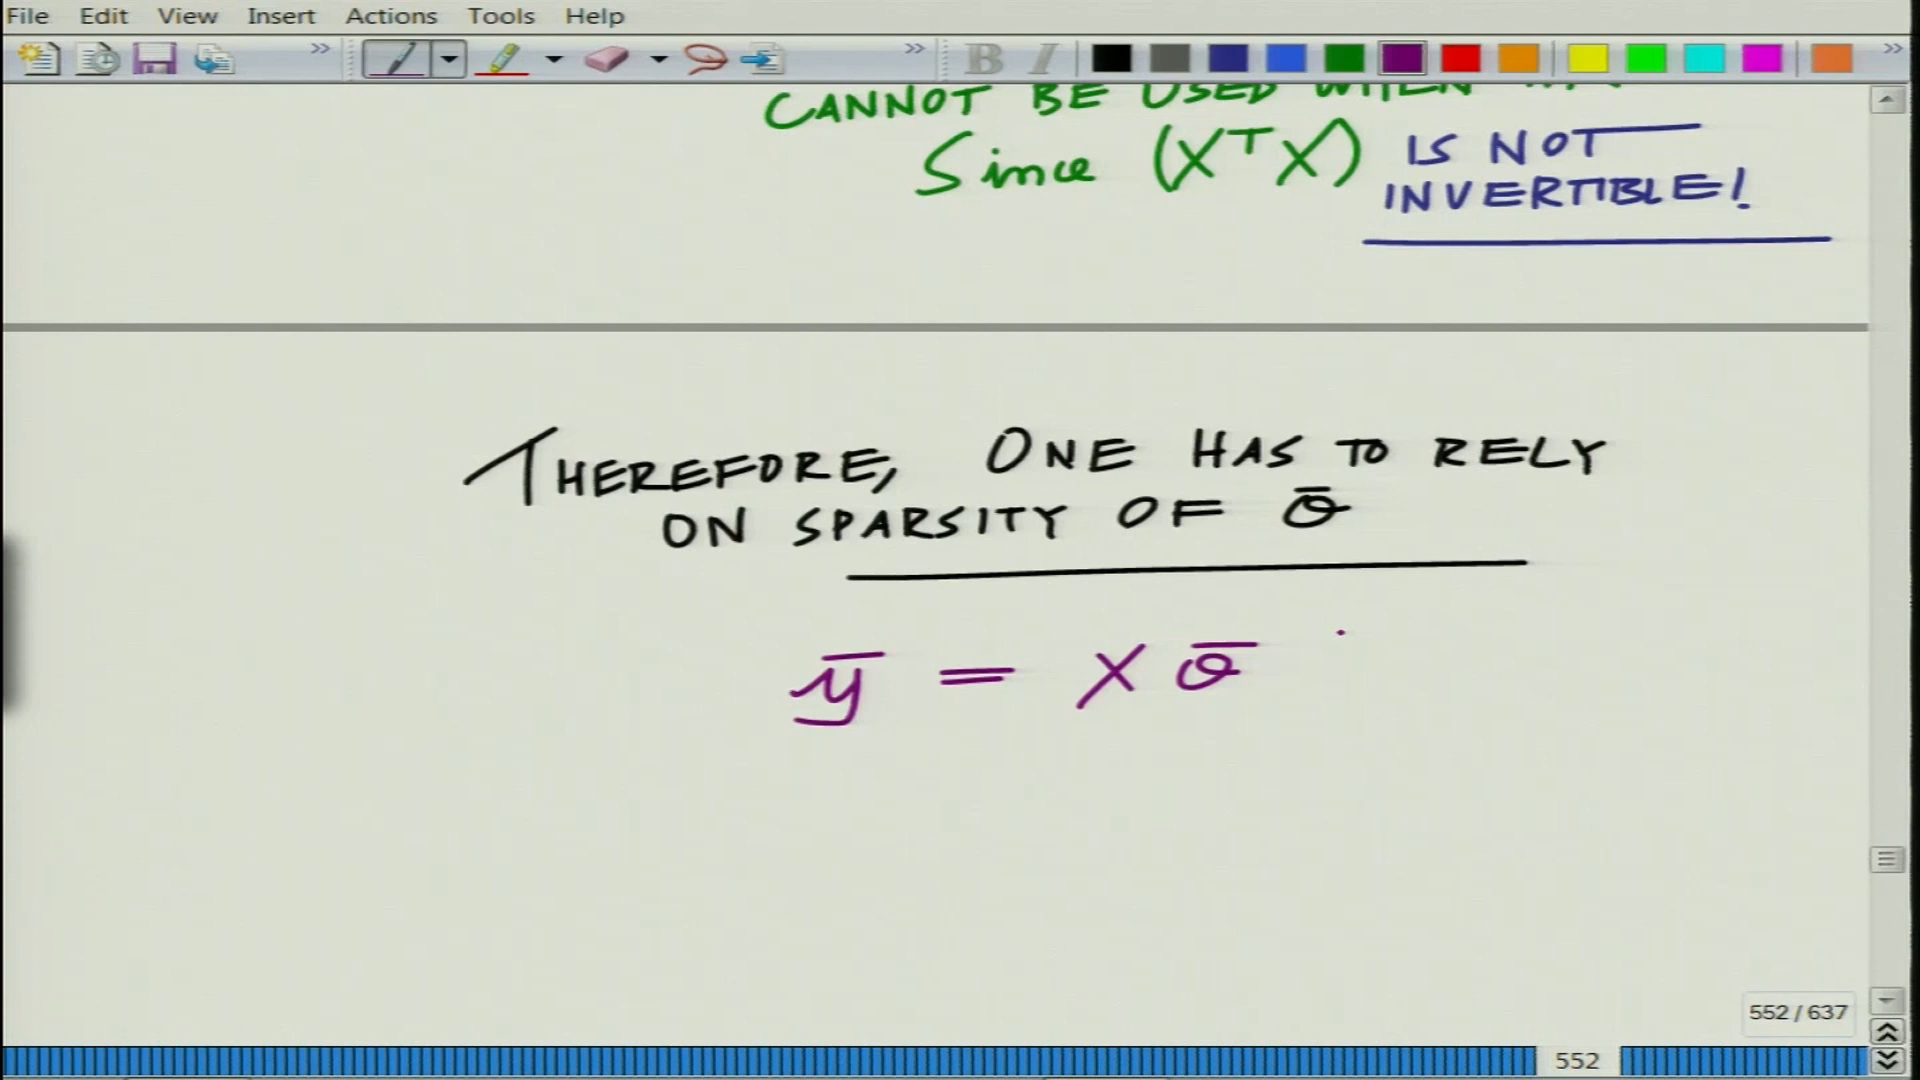 File Edit View Insert Actions Tools Help
B I
CANNOT BE USED WHEN
Since (XᵀX) IS NOT
INVERTIBLE!
THEREFORE, ONE HAS TO RELY
ON SPARSITY OF θ̄
ȳ = X θ̄
552 / 637
552